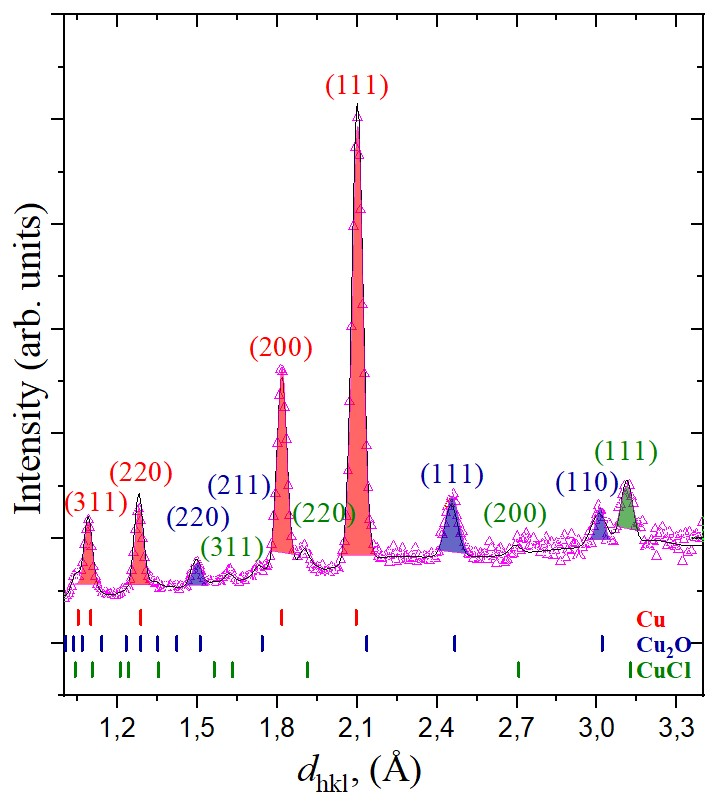 (111)
(200)
(220)
(311)
(211)
(220)
(311)
(220)
(111)
(200)
(110)
(111)
Intensity (arb. units)
Cu
Cu₂O
CuCl
1,2 1,5 1,8 2,1 2,4 2,7 3,0 3,3
dhkl, (Å)